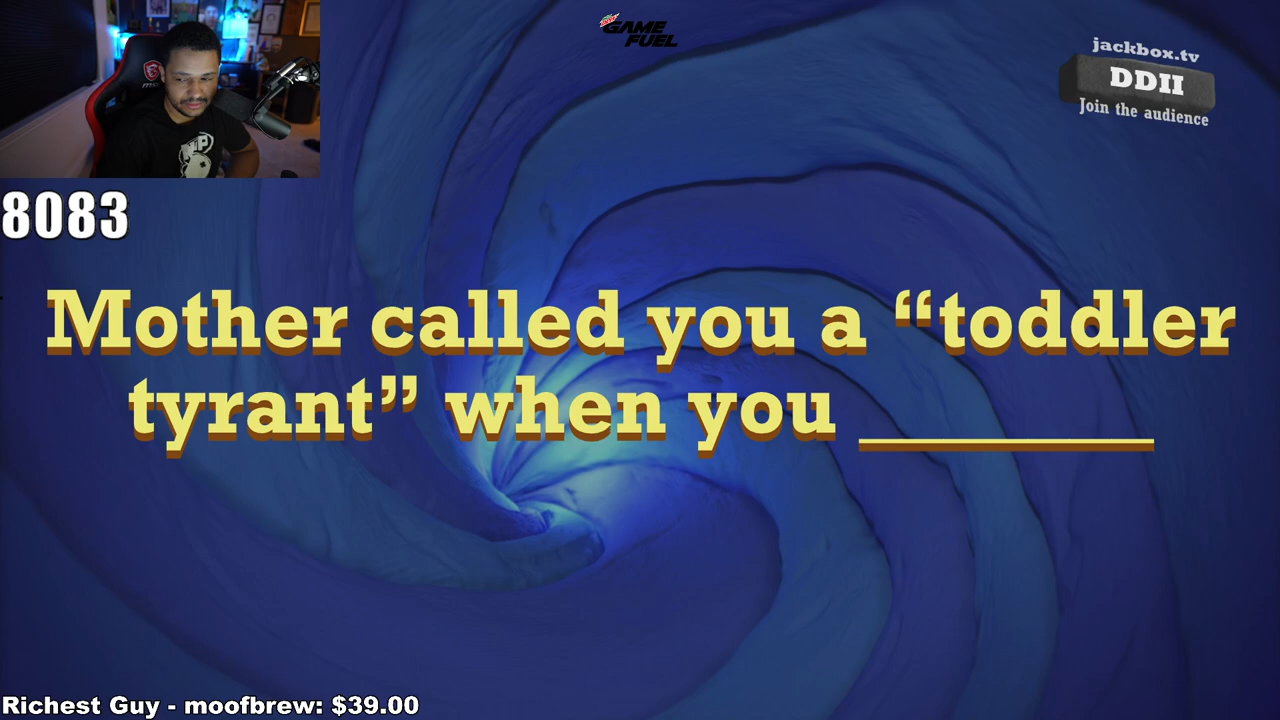 GAME
FUEL
jackbox.tv
DDII
Join the audience
8083
Mother called you a “toddler
tyrant” when you ________
Richest Guy - moofbrew: $39.00